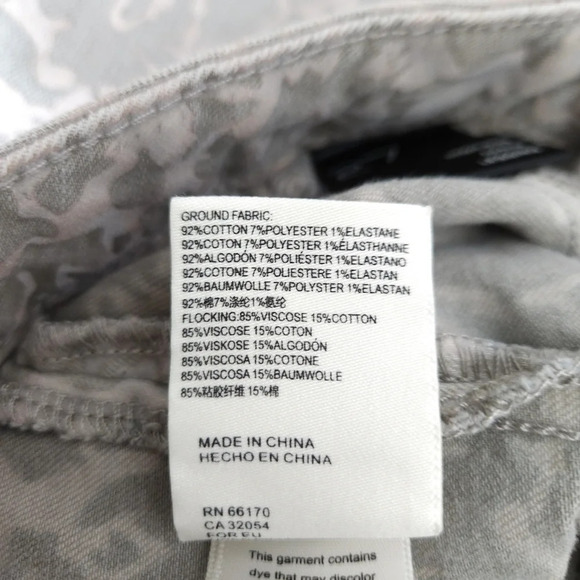 GROUND FABRIC:
92%COTTON 7%POLYESTER 1%ELASTANE
92%COTON 7%POLYESTER 1%ÉLASTHANNE
92%ALGODÓN 7%POLIÉSTER 1%ELASTANO
92%COTONE 7%POLIESTERE 1%ELASTAN
92%BAUMWOLLE 7%POLYESTER 1%ELASTAN
92%棉7%涤纶1%氨纶
FLOCKING:85%VISCOSE 15%COTTON
85%VISCOSE 15%COTON
85%VISKOSE 15%ALGODÓN
85%VISCOSA 15%COTONE
85%VISCOSA 15%BAUMWOLLE
85%粘胶纤维 15%棉
MADE IN CHINA
HECHO EN CHINA
RN 66170
CA 32054
FOR EU
This garment contains
dye that may discolor